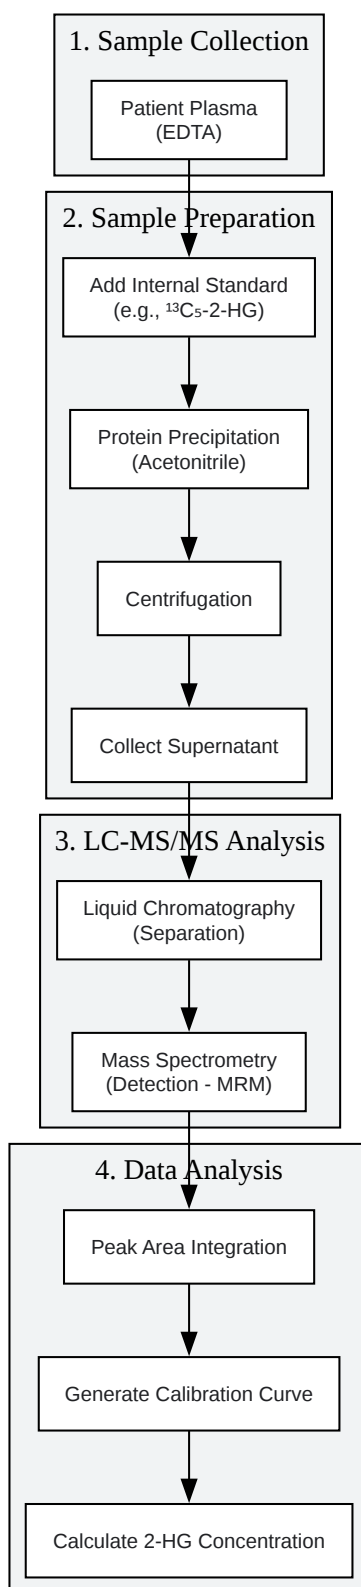 1. Sample Collection
Patient Plasma
(EDTA)
2. Sample Preparation
Add Internal Standard
(e.g., ¹³C₅-2-HG)
Protein Precipitation
(Acetonitrile)
Centrifugation
Collect Supernatant
3. LC-MS/MS Analysis
Liquid Chromatography
(Separation)
Mass Spectrometry
(Detection - MRM)
4. Data Analysis
Peak Area Integration
Generate Calibration Curve
Calculate 2-HG Concentration